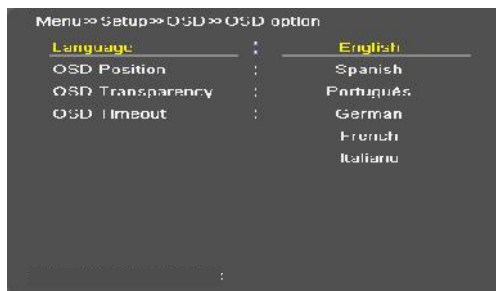 Menu»Setup»OSD»OSD option
Language : English
OSD Position : Spanish
OSD Transparency : Português
OSD Timeout : German
French
Italiano
: